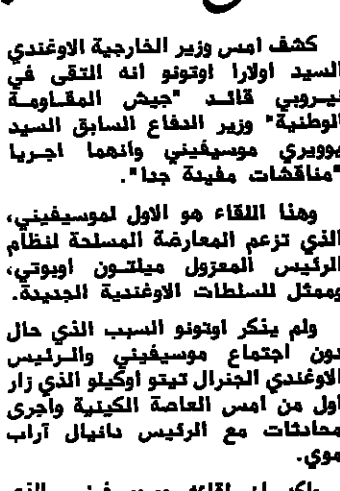 كشف امس وزير الخارجية الاوغندي
السيد اولارا اوتونو انه التقى في
نيروبي قائد "جيش المقاومة
الوطنية" وزير الدفاع السابق السيد
يوويري موسيفيني وانهما اجريا
"مناقشات مفيدة جدا".
وهذا اللقاء هو الاول لموسيفيني،
الذي تزعم المعارضة المسلحة لنظام
الرئيس المعزول ميلتون اوبوتي،
وممثل للسلطات الاوغندية الجديدة.
ولم يذكر اوتونو السبب الذي حال
دون اجتماع موسيفيني والرئيس
الاوغندي الجنرال تيتو اوكيلو الذي زار
اول من امس العاصة الكينية واجرى
محادثات مع الرئيس دانيال آراب
موي.